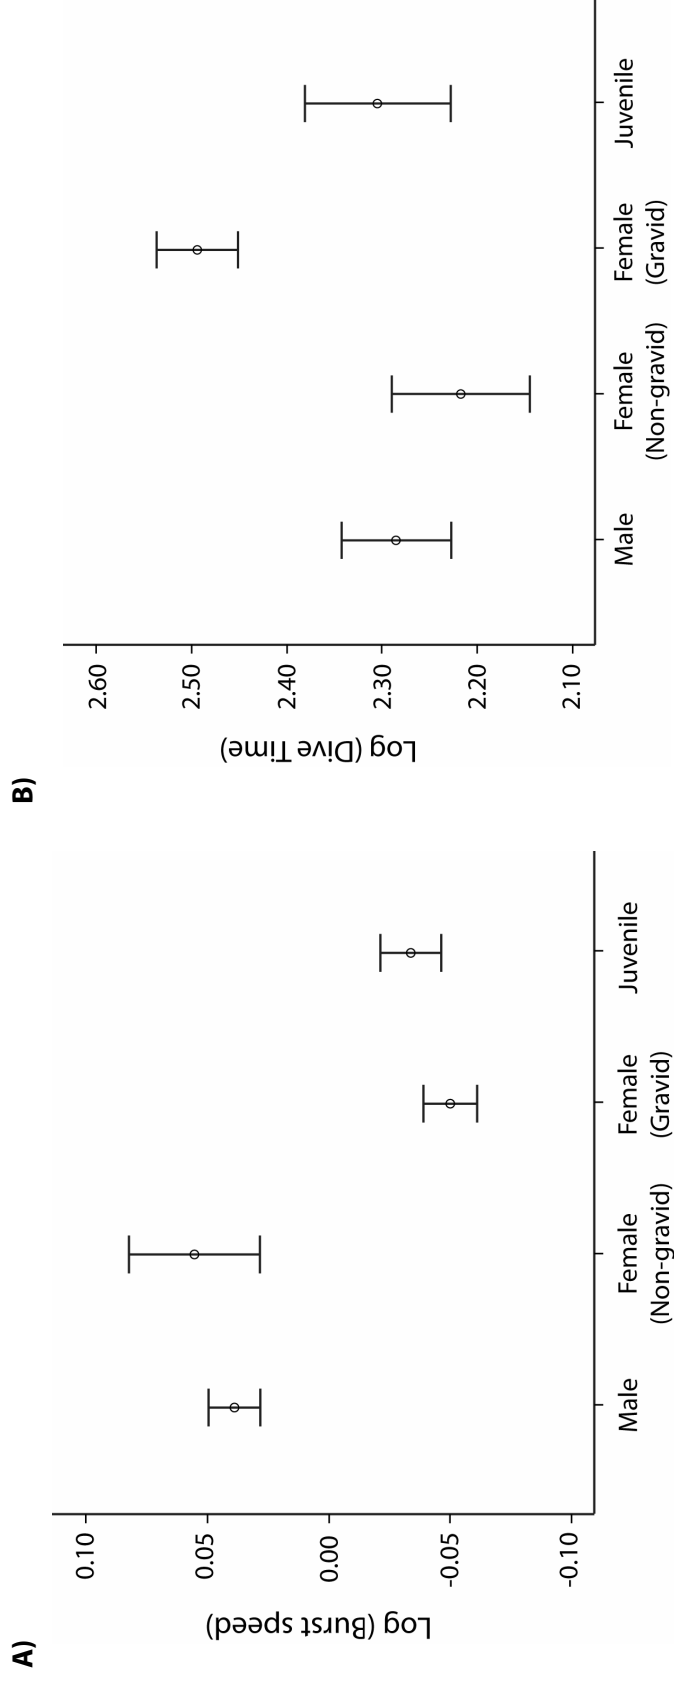 A)
Log (Burst speed)
0.10
0.05
0.00
-0.05
-0.10
Male
Female
(Non-gravid)
Female
(Gravid)
Juvenile
B)
Log (Dive Time)
2.60
2.50
2.40
2.30
2.20
2.10
Male
Female
(Non-gravid)
Female
(Gravid)
Juvenile